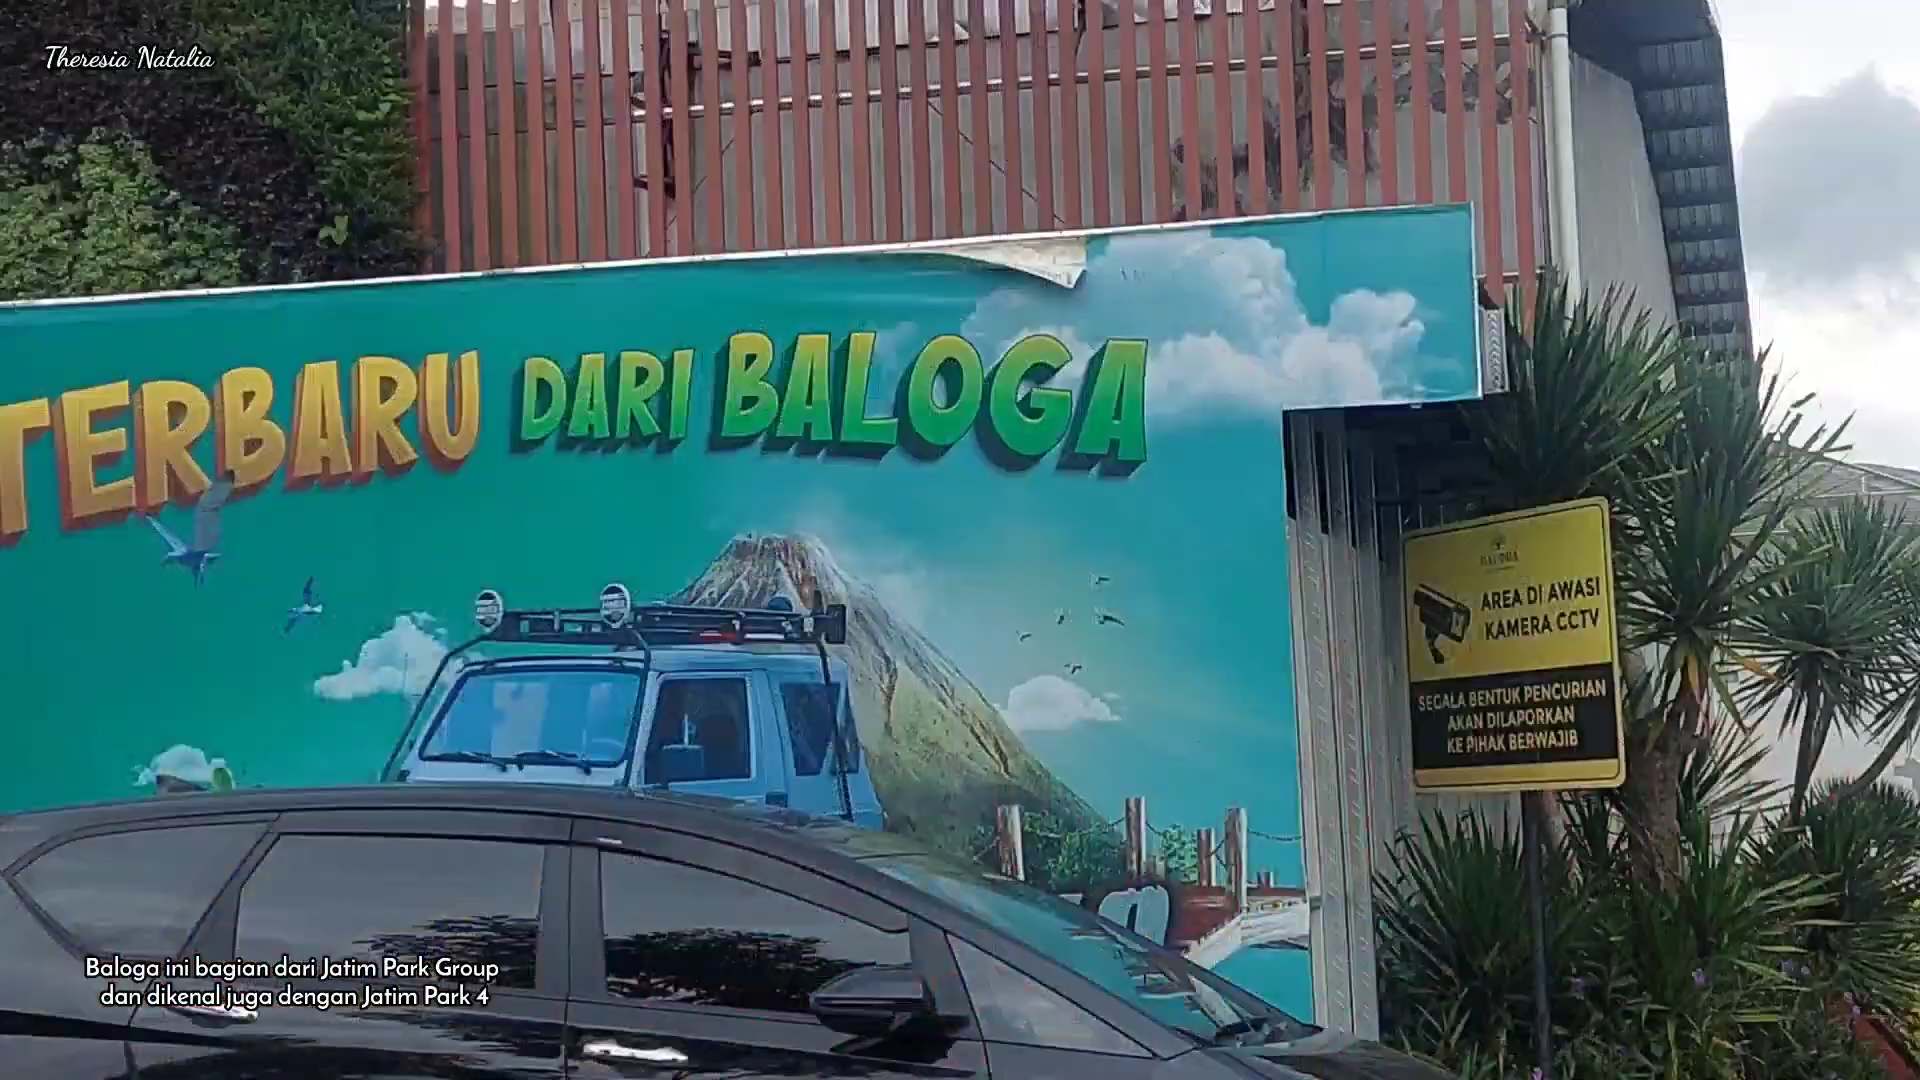 Theresia Natalia
TERBARU DARI BALOGA
BALOGA
AREA DI AWASI
KAMERA CCTV
SEGALA BENTUK PENCURIAN
AKAN DILAPORKAN
KE PIHAK BERWAJIB
Baloga ini bagian dari Jatim Park Group
dan dikenal juga dengan Jatim Park 4